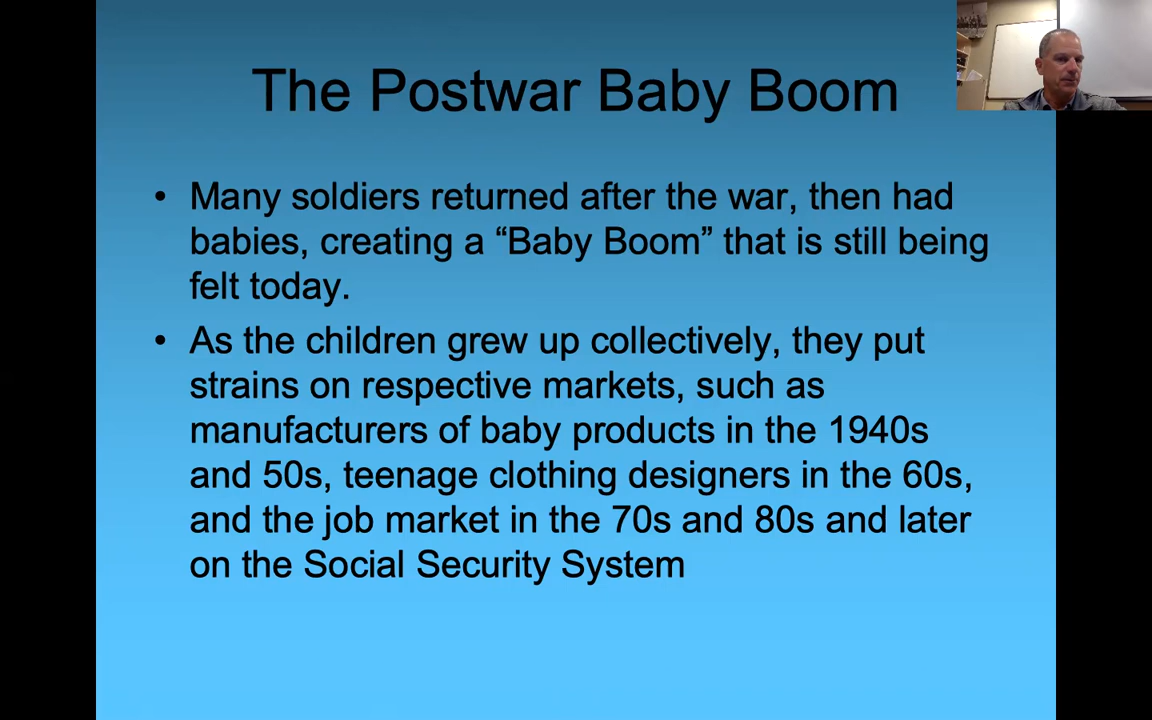 The Postwar Baby Boom
• Many soldiers returned after the war, then had
babies, creating a “Baby Boom” that is still being
felt today.
• As the children grew up collectively, they put
strains on respective markets, such as
manufacturers of baby products in the 1940s
and 50s, teenage clothing designers in the 60s,
and the job market in the 70s and 80s and later
on the Social Security System